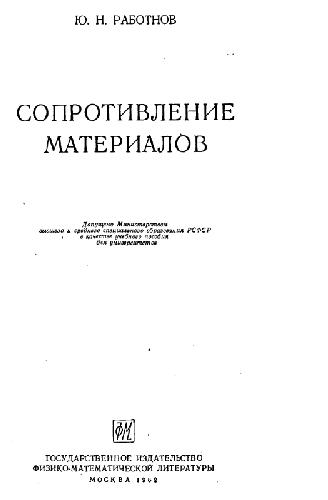 Ю. Н. РАБОТНОВ
СОПРОТИВЛЕНИЕ
МАТЕРИАЛОВ
Допущено Министерством
высшего и среднего специального образования РСФСР
в качестве учебного пособия
для университетов
ФМ
ГОСУДАРСТВЕННОЕ ИЗДАТЕЛЬСТВО
ФИЗИКО-МАТЕМАТИЧЕСКОЙ ЛИТЕРАТУРЫ
МОСКВА 1962